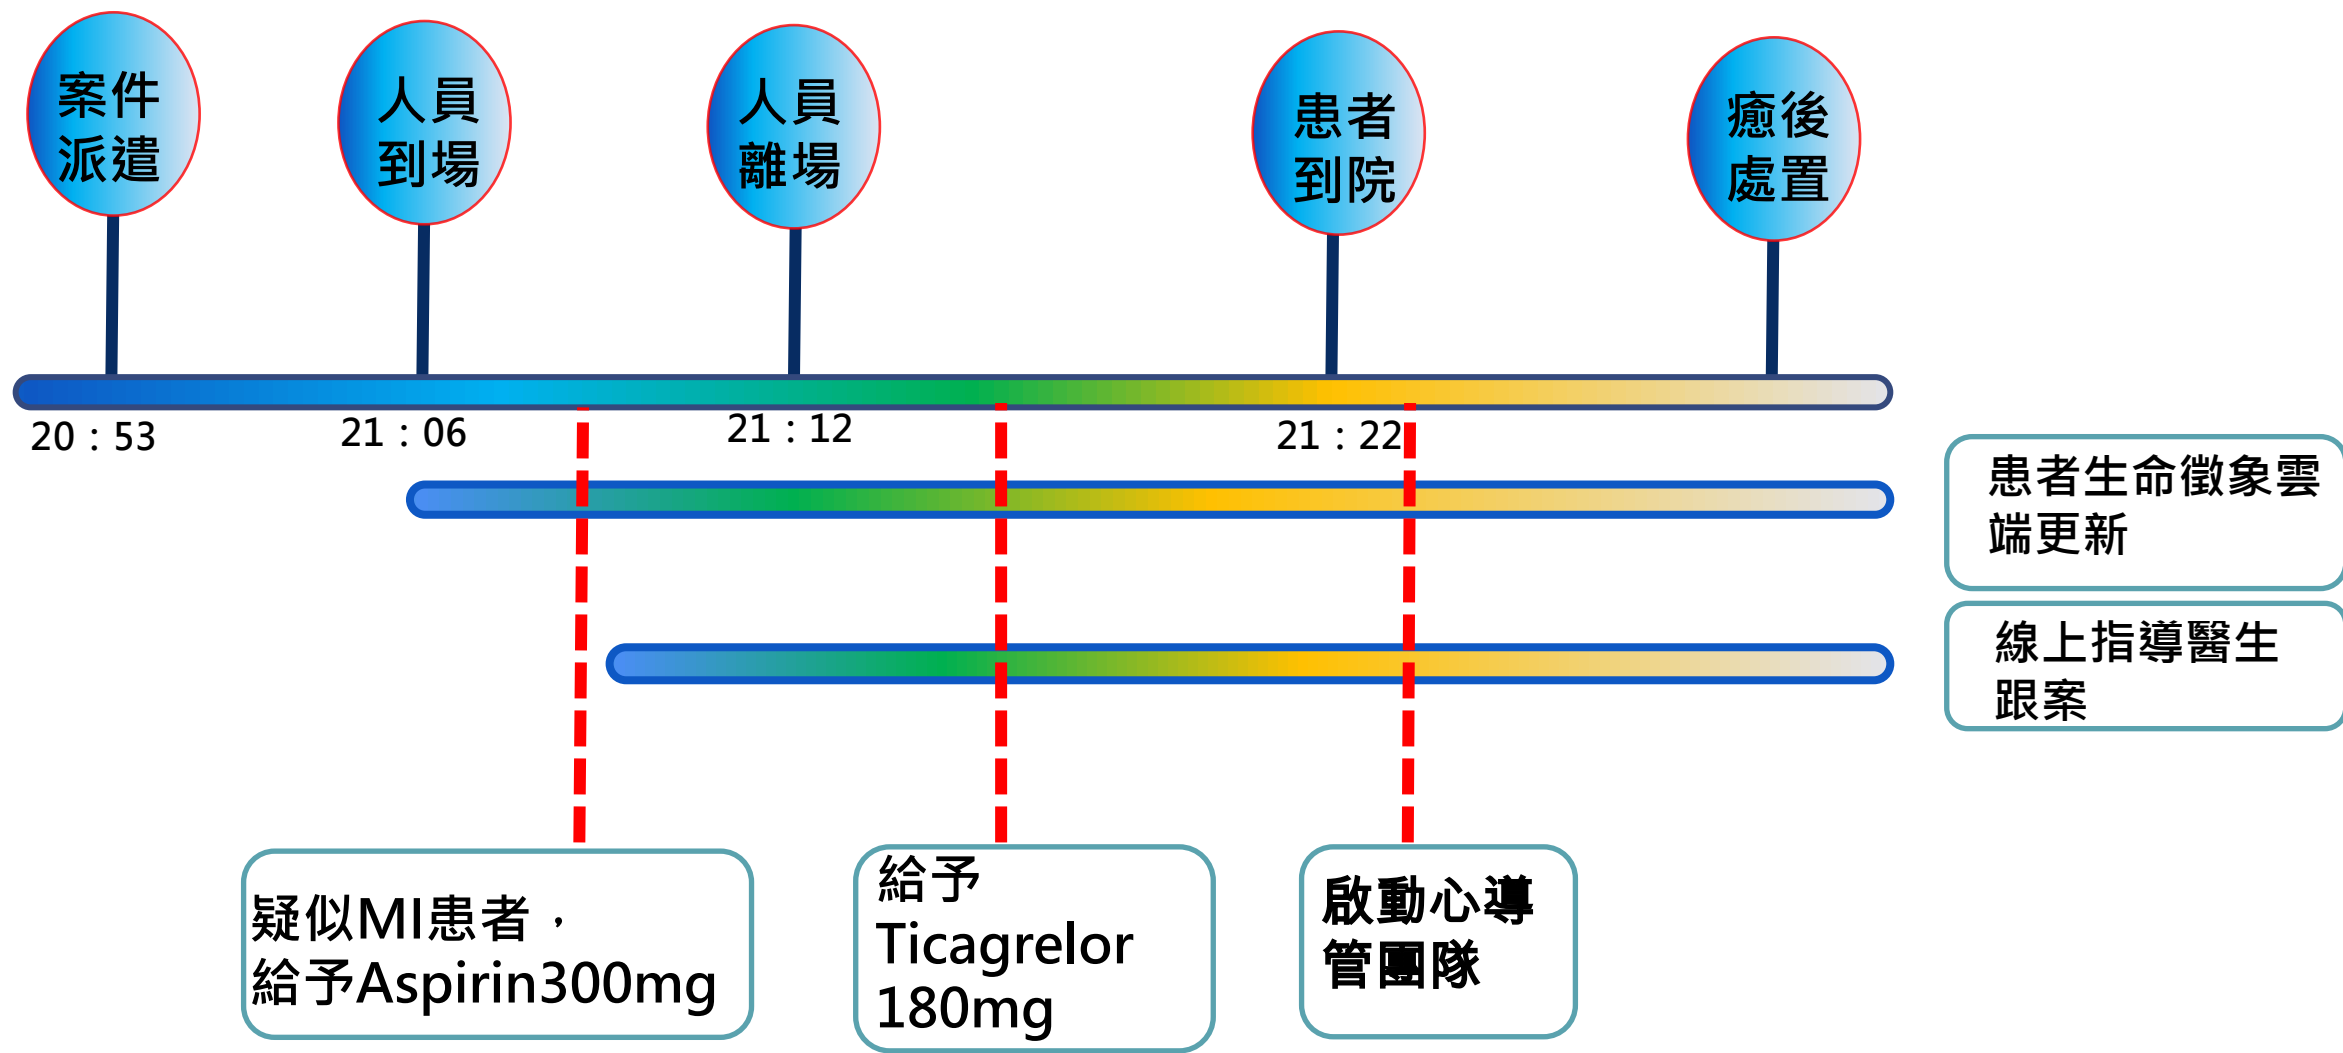 案件
派遣
人員
到場
人員
離場
患者
到院
癒後
處置
20：53
21：06
21：12
21：22
患者生命徵象雲
端更新
線上指導醫生
跟案
疑似MI患者，
給予Aspirin300mg
給予
Ticagrelor
180mg
啟動心導
管團隊